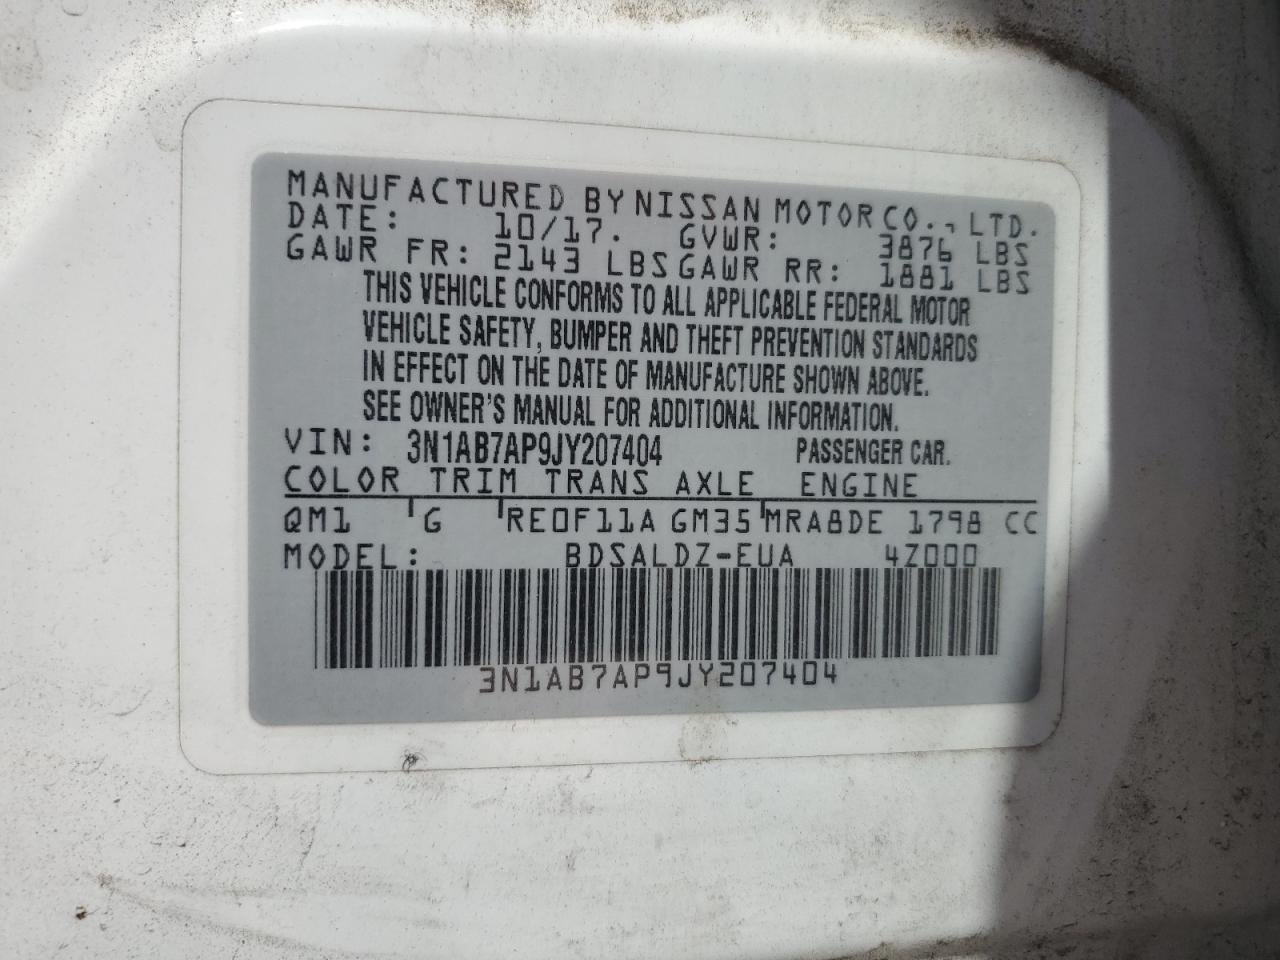 MANUFACTURED BY NISSAN MOTOR CO., LTD.
DATE: 10/17. GVWR: 3876 LBS
GAWR FR: 2143 LBS GAWR RR: 1881 LBS
THIS VEHICLE CONFORMS TO ALL APPLICABLE FEDERAL MOTOR
VEHICLE SAFETY, BUMPER AND THEFT PREVENTION STANDARDS
IN EFFECT ON THE DATE OF MANUFACTURE SHOWN ABOVE.
SEE OWNER'S MANUAL FOR ADDITIONAL INFORMATION.
VIN: 3N1AB7AP9JY207404 PASSENGER CAR.
COLOR TRIM TRANS AXLE ENGINE
QM1 G RE0F11A GM35 MRA8DE 1798 CC
MODEL: BDSALDZ-EUA 4Z000
3N1AB7AP9JY207404